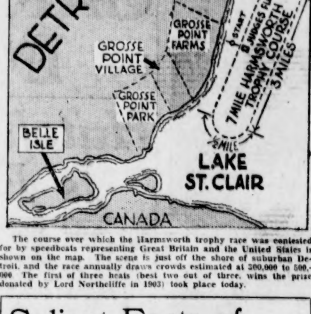 DETR
GROSSE
POINT
FARMS
START
7 MILE HARMSWORTH
TROPHY COURSE
3 MILES
GROSSE
POINT
VILLAGE
GROSSE
POINT
PARK
BELLE
ISLE
MILE
LAKE
ST. CLAIR
CANADA
The course over which the Harmsworth trophy race was contested
for by speedboats representing Great Britain and the United States is
shown on the map. The scene is just off the shore of suburban De-
troit, and the race annually draws crowds estimated at 300,000 to 500,-
000. The first of three heats (best two out of three, wins the prize
donated by Lord Northcliffe in 1903) took place today.